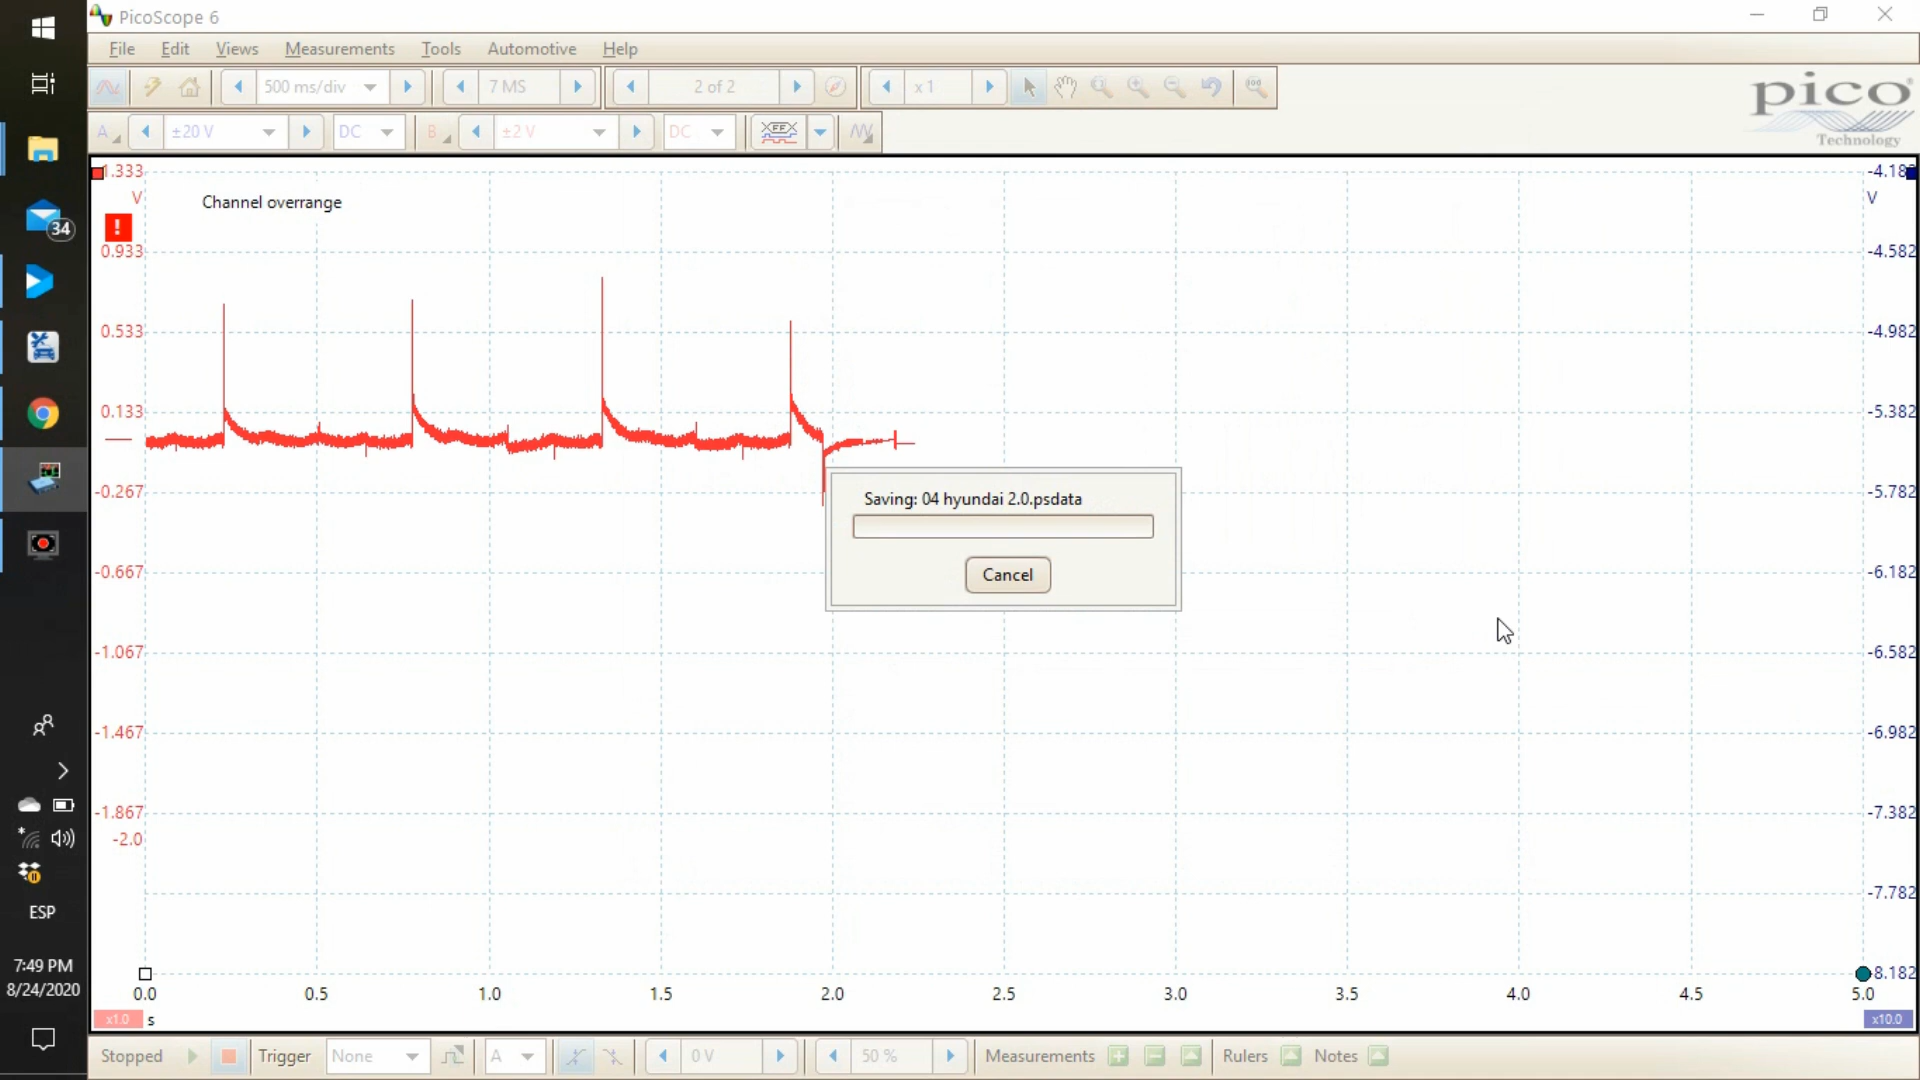 PicoScope 6
File Edit Views Measurements Tools Automotive Help
500 ms/div 7 MS 2 of 2 x 1
A ±20 V DC B ±2 V DC
pico
Technology
1.333
V
Channel overrange
!
0.933
0.533
0.133
-0.267
-0.667
-1.067
-1.467
-1.867
-2.0
-4.182
V
-4.582
-4.982
-5.382
-5.782
-6.182
-6.582
-6.982
-7.382
-7.782
-8.182
Saving: 04 hyundai 2.0.psdata
Cancel
0.0 0.5 1.0 1.5 2.0 2.5 3.0 3.5 4.0 4.5 5.0
x1.0 s x10.0
Stopped Trigger None A 0 V 50 % Measurements Rulers Notes
34
ESP
7:49 PM
8/24/2020